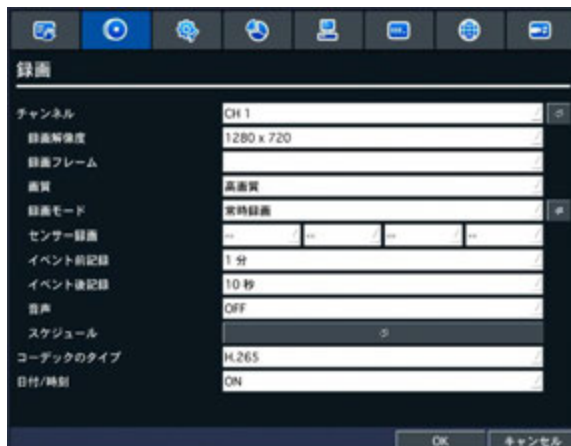 録画
チャンネル CH 1
録画解像度 1280 x 720
録画フレーム
画質 高画質
録画モード 常時録画
センサー録画 -- -- -- --
イベント前記録 1 分
イベント後記録 10 秒
音声 OFF
スケジュール
コーデックのタイプ H.265
日付/時刻 ON
OK キャンセル